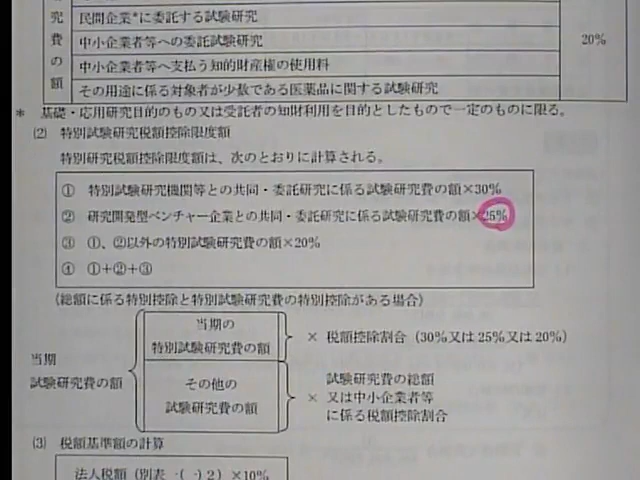 究 民間企業*に委託する試験研究
費 中小企業者等への委託試験研究 20%
の 中小企業者等へ支払う知的財産権の使用料
額 その用途に係る対象者が少数である医薬品に関する試験研究
* 基礎・応用研究目的のもの又は受託者の知財利用を目的としたもので一定のものに限る。
(2) 特別試験研究税額控除限度額
特別研究税額控除限度額は、次のとおりに計算される。
① 特別試験研究機関等との共同・委託研究に係る試験研究費の額×30%
② 研究開発型ベンチャー企業との共同・委託研究に係る試験研究費の額×25%
③ ①、②以外の特別試験研究費の額×20%
④ ①+②+③
(総額に係る特別控除と特別試験研究費の特別控除がある場合)
当期の
特別試験研究費の額 × 税額控除割合(30%又は25%又は20%)
当期
試験研究費の額
その他の
試験研究費の額 ×
試験研究費の総額
又は中小企業者等
に係る税額控除割合
(3) 税額基準額の計算
法人税額(別表一(一)2)×10%